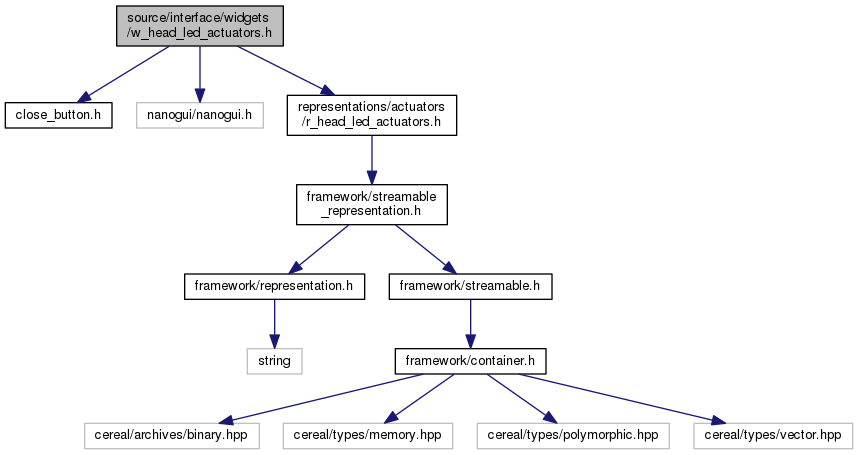 source/interface/widgets
/w_head_led_actuators.h
close_button.h
nanogui/nanogui.h
representations/actuators
/r_head_led_actuators.h
framework/streamable
_representation.h
framework/representation.h
framework/streamable.h
string
framework/container.h
cereal/archives/binary.hpp
cereal/types/memory.hpp
cereal/types/polymorphic.hpp
cereal/types/vector.hpp